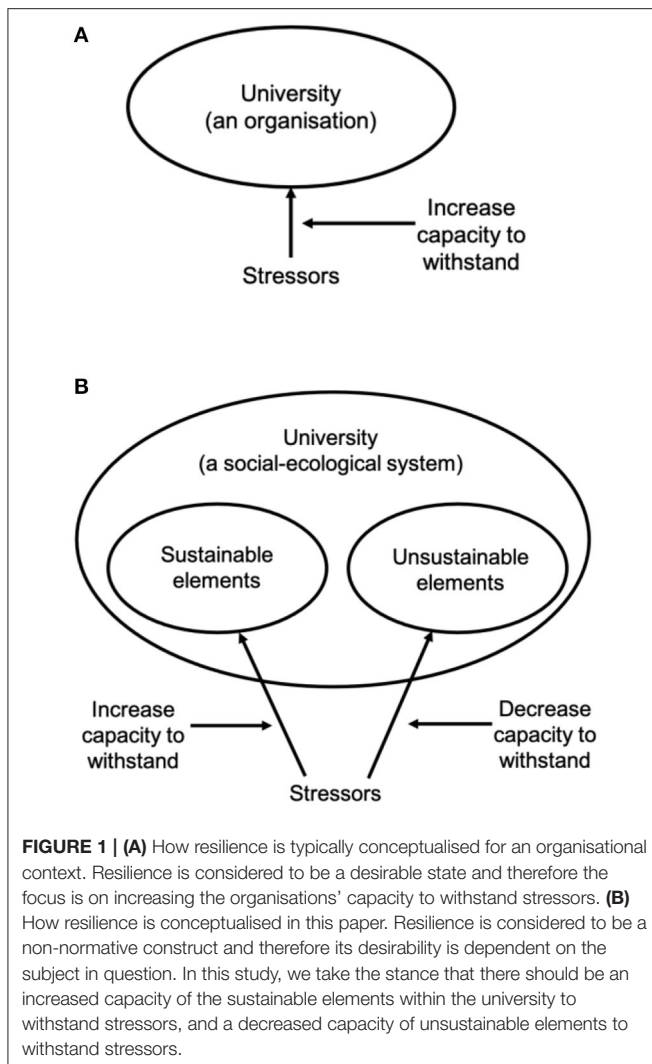 A
University
(an organisation)
Increase
capacity to
withstand
Stressors
B
University
(a social-ecological system)
Sustainable
elements
Unsustainable
elements
Increase
capacity to
withstand
Decrease
capacity to
withstand
Stressors
FIGURE 1 | (A) How resilience is typically conceptualised for an organisational
context. Resilience is considered to be a desirable state and therefore the
focus is on increasing the organisations' capacity to withstand stressors. (B)
How resilience is conceptualised in this paper. Resilience is considered to be a
non-normative construct and therefore its desirability is dependent on the
subject in question. In this study, we take the stance that there should be an
increased capacity of the sustainable elements within the university to
withstand stressors, and a decreased capacity of unsustainable elements to
withstand stressors.